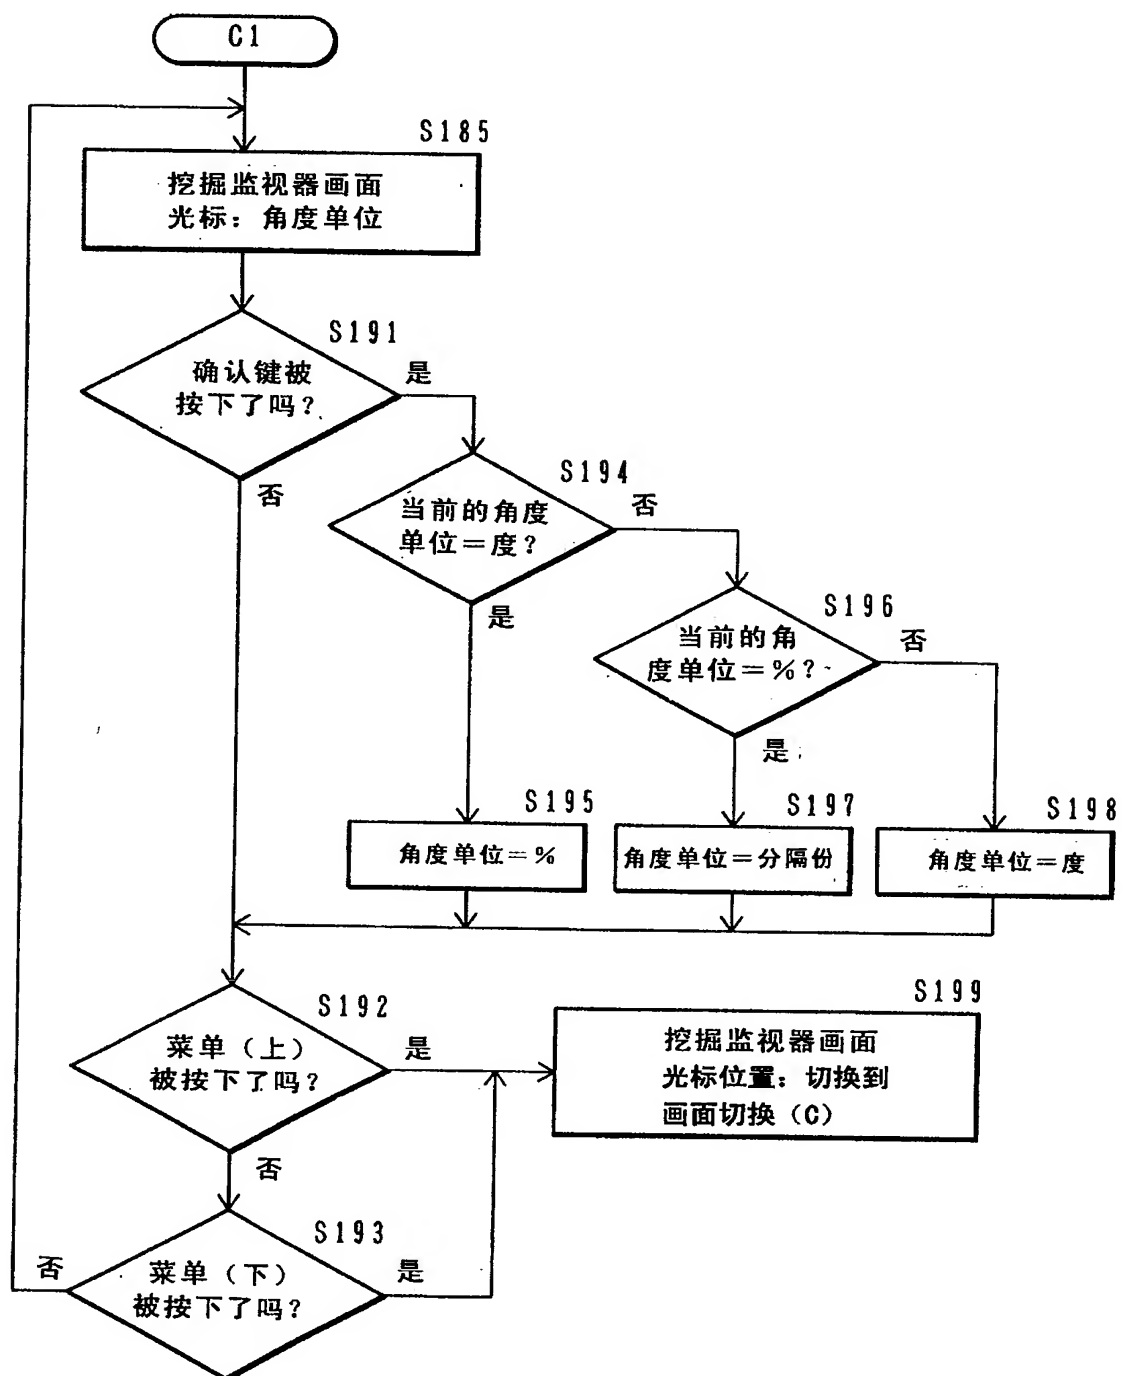 C1
S185
挖掘监视器画面
光标：角度单位
S191
确认键被
按下了吗？
是
否
S194
当前的角度
单位＝度？
否
是
S196
当前的角
度单位＝%？
否
是
S195
角度单位＝%
S197
角度单位＝分隔份
S198
角度单位＝度
S192
菜单（上）
被按下了吗？
是
否
S199
挖掘监视器画面
光标位置：切换到
画面切换（C）
S193
菜单（下）
被按下了吗？
否
是